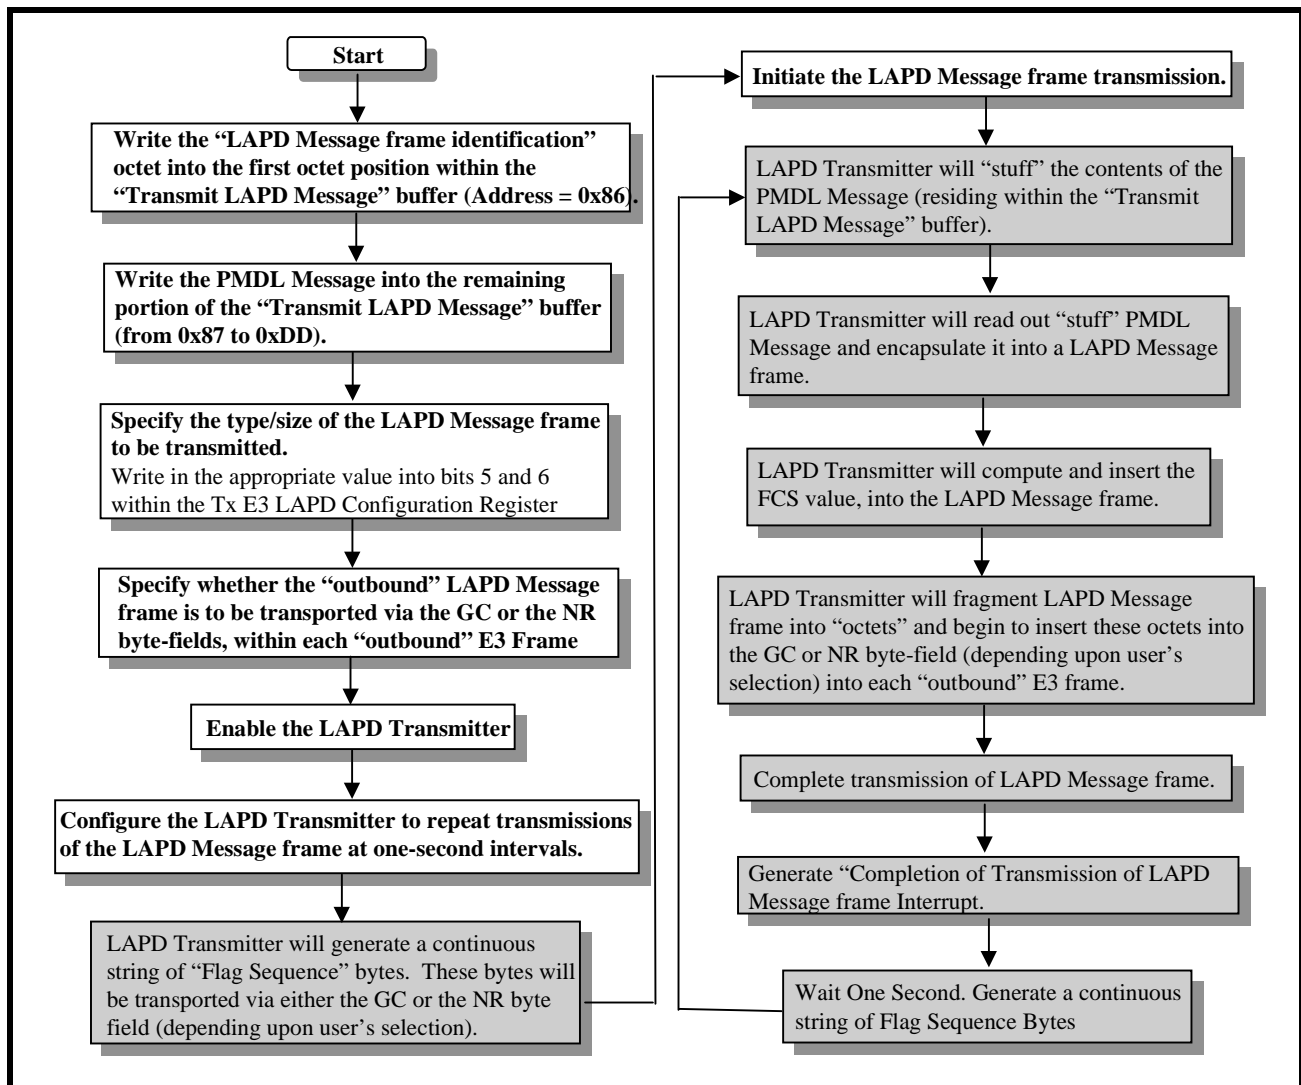 Start
Write the “LAPD Message frame identification”
octet into the first octet position within the
“Transmit LAPD Message” buffer (Address = 0x86).
Write the PMDL Message into the remaining
portion of the “Transmit LAPD Message” buffer
(from 0x87 to 0xDD).
Specify the type/size of the LAPD Message frame
to be transmitted.
Write in the appropriate value into bits 5 and 6
within the Tx E3 LAPD Configuration Register
Specify whether the “outbound” LAPD Message
frame is to be transported via the GC or the NR
byte-fields, within each “outbound” E3 Frame
Enable the LAPD Transmitter
Configure the LAPD Transmitter to repeat transmissions
of the LAPD Message frame at one-second intervals.
LAPD Transmitter will generate a continuous
string of “Flag Sequence” bytes.  These bytes will
be transported via either the GC or the NR byte
field (depending upon user’s selection).
Initiate the LAPD Message frame transmission.
LAPD Transmitter will “stuff” the contents of the
PMDL Message (residing within the “Transmit
LAPD Message” buffer).
LAPD Transmitter will read out “stuff” PMDL
Message and encapsulate it into a LAPD Message
frame.
LAPD Transmitter will compute and insert the
FCS value, into the LAPD Message frame.
LAPD Transmitter will fragment LAPD Message
frame into “octets” and begin to insert these octets into
the GC or NR byte-field (depending upon user’s
selection) into each “outbound” E3 frame.
Complete transmission of LAPD Message frame.
Generate “Completion of Transmission of LAPD
Message frame Interrupt.
Wait One Second. Generate a continuous
string of Flag Sequence Bytes